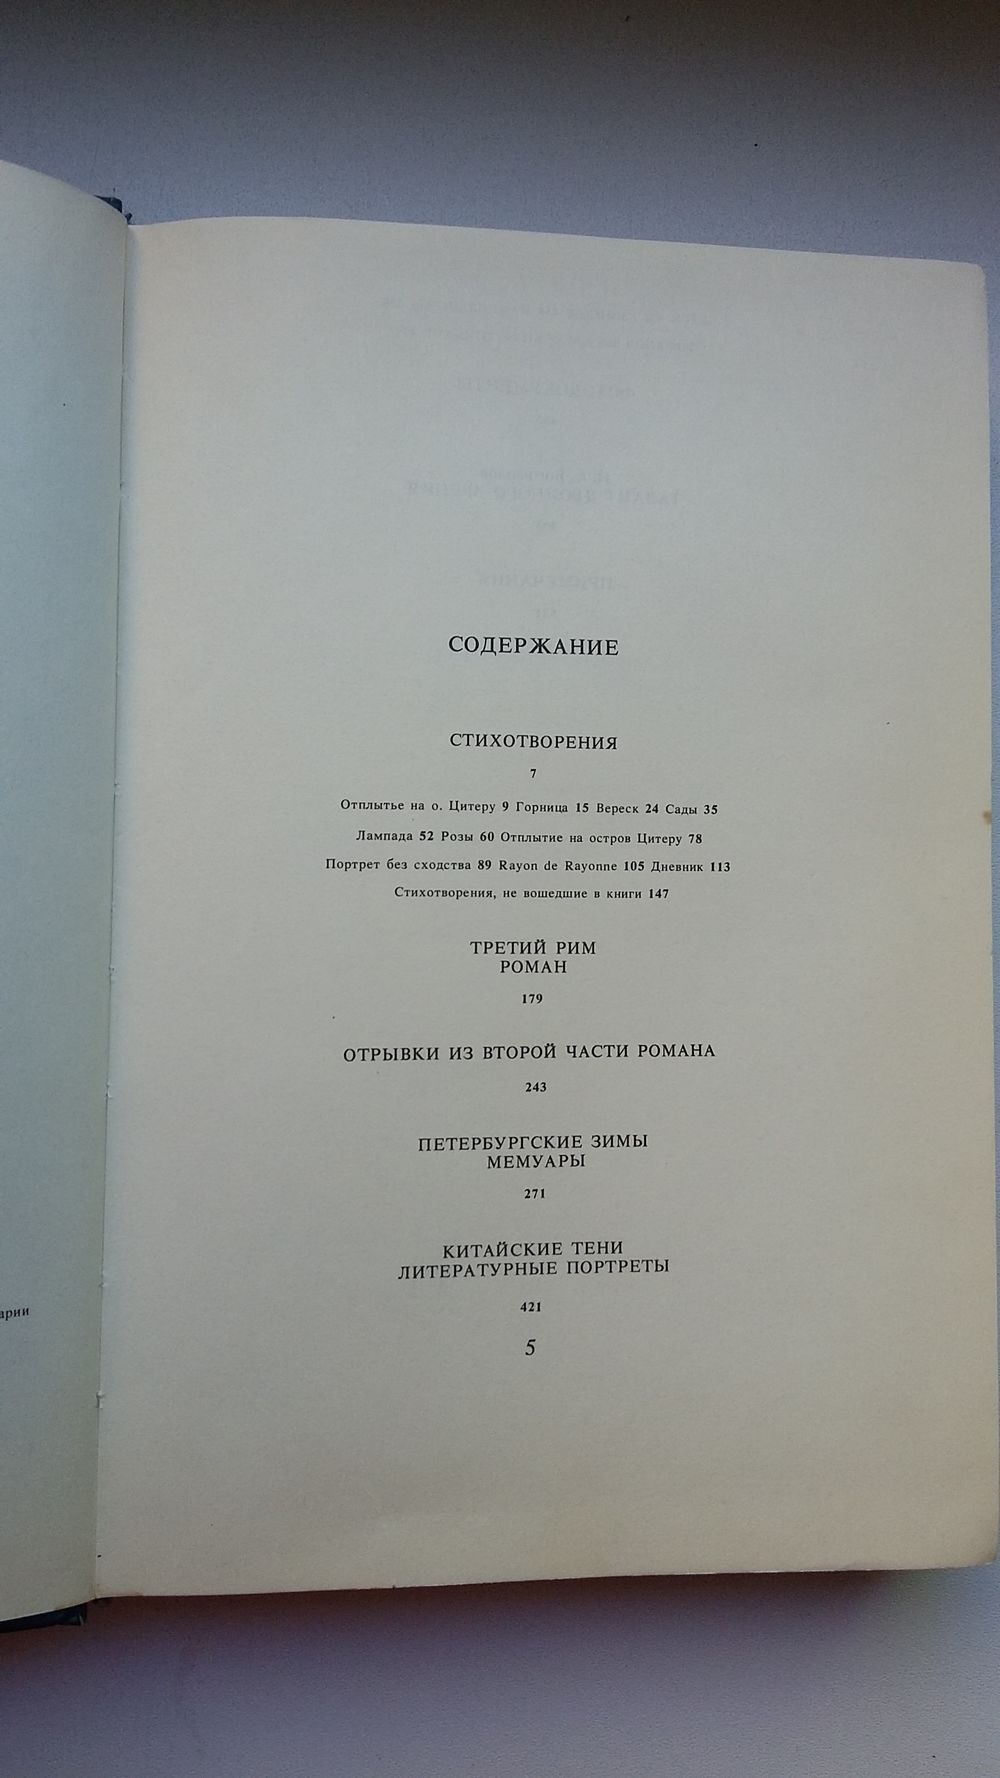 СОДЕРЖАНИЕ
СТИХОТВОРЕНИЯ
7
Отплытье на о. Цитеру 9 Горница 15 Вереск 24 Сады 35
Лампада 52 Розы 60 Отплытие на остров Цитеру 78
Портрет без сходства 89 Rayon de Rayonne 105 Дневник 113
Стихотворения, не вошедшие в книги 147
ТРЕТИЙ РИМ
РОМАН
179
ОТРЫВКИ ИЗ ВТОРОЙ ЧАСТИ РОМАНА
243
ПЕТЕРБУРГСКИЕ ЗИМЫ
МЕМУАРЫ
271
КИТАЙСКИЕ ТЕНИ
ЛИТЕРАТУРНЫЕ ПОРТРЕТЫ
421
5